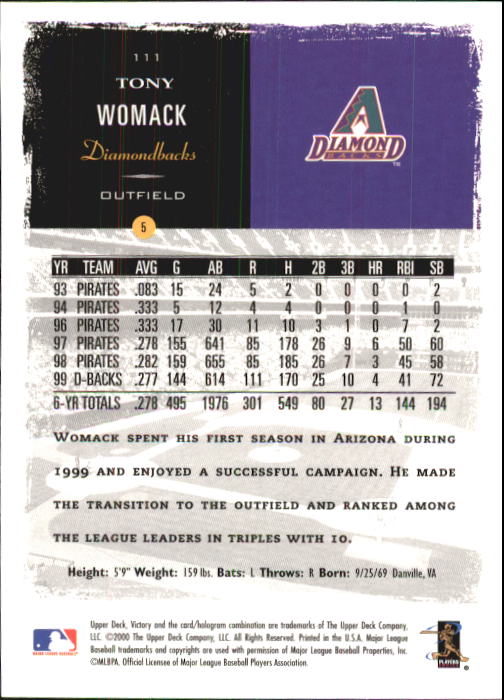 111
TONY
WOMACK
Diamondbacks
OUTFIELD
DIAMOND
BACKS
TM
5
YR TEAM AVG G AB R H 2B 3B HR RBI SB
93 PIRATES .083 15 24 5 2 0 0 0 0 2
94 PIRATES .333 5 12 4 4 0 0 0 1 0
96 PIRATES .333 17 30 11 10 3 1 0 7 2
97 PIRATES .278 155 641 85 178 26 9 6 50 60
98 PIRATES .282 159 655 85 185 26 7 3 45 58
99 D-BACKS .277 144 614 111 170 25 10 4 41 72
6-YR TOTALS .278 495 1976 301 549 80 27 13 144 194
WOMACK SPENT HIS FIRST SEASON IN ARIZONA DURING
1999 AND ENJOYED A SUCCESSFUL CAMPAIGN. HE MADE
THE TRANSITION TO THE OUTFIELD AND RANKED AMONG
THE LEAGUE LEADERS IN TRIPLES WITH 10.
Height: 5'9" Weight: 159 lbs. Bats: L Throws: R Born: 9/25/69 Danville, VA
Upper Deck, Victory and the card/hologram combination are trademarks of The Upper Deck Company,
LLC. ©2000 The Upper Deck Company, LLC. All Rights Reserved. Printed in the U.S.A. Major League
Baseball trademarks and copyrights are used with permission of Major League Baseball Properties, Inc.
©MLBPA. Official Licensee of Major League Baseball Players Association.
MAJOR LEAGUE BASEBALL
PLAYERS